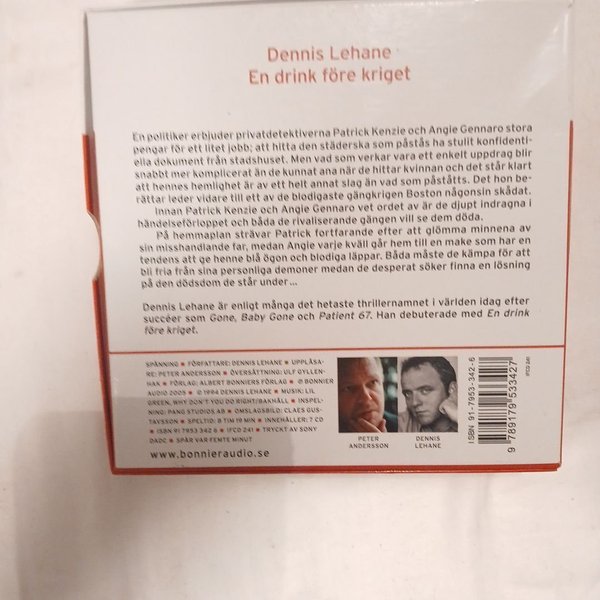 Dennis Lehane
En drink före kriget
En politiker erbjuder privatdetektiverna Patrick Kenzie och Angie Gennaro stora
pengar för ett litet jobb; att hitta den städerska som påstås ha stulit konfidenti-
ella dokument från stadshuset. Men vad som verkar vara ett enkelt uppdrag blir
snabbt mer komplicerat än de kunnat ana när de hittar kvinnan och det står klart
att hennes hemlighet är av ett helt annat slag än vad som påståtts. Det hon be-
rättar leder vidare till ett av de blodigaste gängkrigen Boston någonsin skådat.
Innan Patrick Kenzie och Angie Gennaro vet ordet av är de djupt indragna i
händelseförloppet och båda de rivaliserande gängen vill se dem döda.
På hemmaplan strävar Patrick fortfarande efter att glömma minnena av
sin misshandlande far, medan Angie varje kväll går hem till en make som har en
tendens att ge henne blå ögon och blodiga läppar. Båda måste de kämpa för att
bli fria från sina personliga demoner medan de desperat söker finna en lösning
på den dödsdom de står under...
Dennis Lehane är enligt många det hetaste thrillernamnet i världen idag efter
succéer som Gone, Baby Gone och Patient 67. Han debuterade med En drink
före kriget.
SPÄNNING ■ FÖRFATTARE: DENNIS LEHANE ■ UPPLÄSA-
RE: PETER ANDERSSON ■ ÖVERSÄTTNING: ULF GYLLEN-
HAK ■ FÖRLAG: ALBERT BONNIERS FÖRLAG ■ © BONNIER
AUDIO 2005 ■ © 1994 DENNIS LEHANE ■ MUSIK: LIL
GREEN, WHY DON'T YOU DO RIGHT/BAKHÅLL ■ INSPEL-
NING: PANG STUDIOS AB ■ OMSLAGSBILD: CLAES GUS-
TAVSSON ■ SPELTID: 8 TIM 19 MIN ■ INNEHÅLLER: 7 CD
■ ISBN 91 7953 342 6 ■ IFCD 241 ■ TRYCKT AV SONY
DADC ■ SPÅR VAR FEMTE MINUT
www.bonnieraudio.se
PETER
ANDERSSON
DENNIS
LEHANE
ISBN 91-7953-342-6
9 789179 533427
IFCD 241